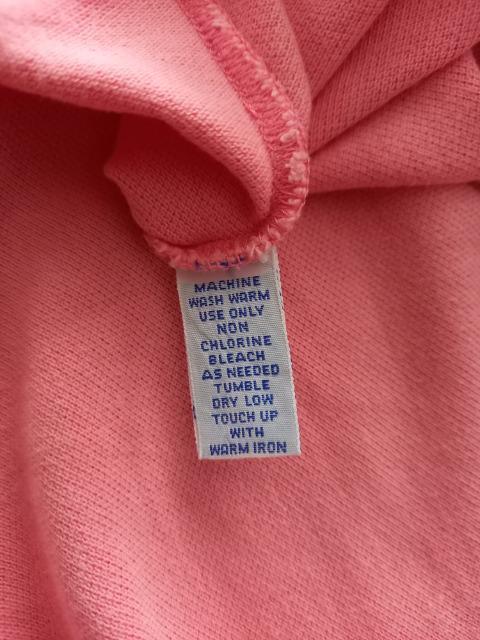 MACHINE
WASH WARM
USE ONLY
NON
CHLORINE
BLEACH
AS NEEDED
TUMBLE
DRY LOW
TOUCH UP
WITH
WARM IRON